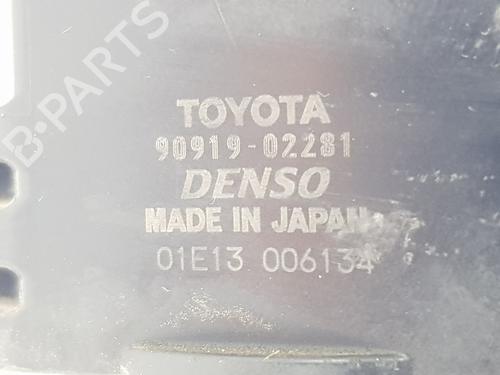 B-PARTS
TOYOTA
90919-02281
DENSO
MADE IN JAPAN
01E13 006134